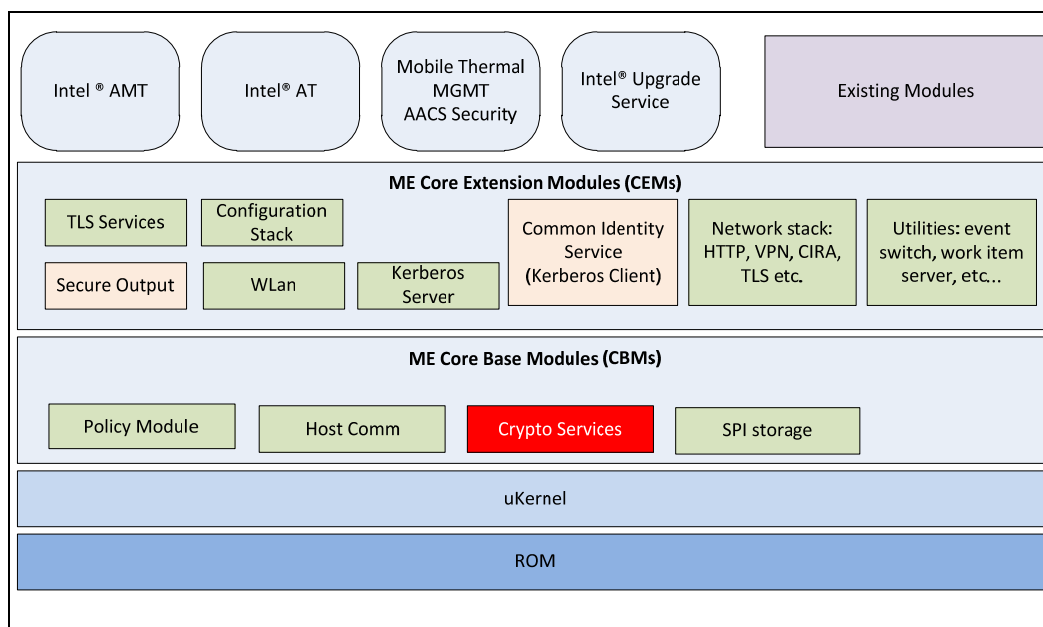 Intel ® AMT
Intel® AT
Mobile Thermal
MGMT
AACS Security
Intel® Upgrade
Service
Existing Modules
ME Core Extension Modules (CEMs)
TLS Services
Configuration
Stack
Secure Output
WLan
Kerberos
Server
Common Identity
Service
(Kerberos Client)
Network stack:
HTTP, VPN, CIRA,
TLS etc.
Utilities: event
switch, work item
server, etc...
ME Core Base Modules (CBMs)
Policy Module
Host Comm
Crypto Services
SPI storage
uKernel
ROM